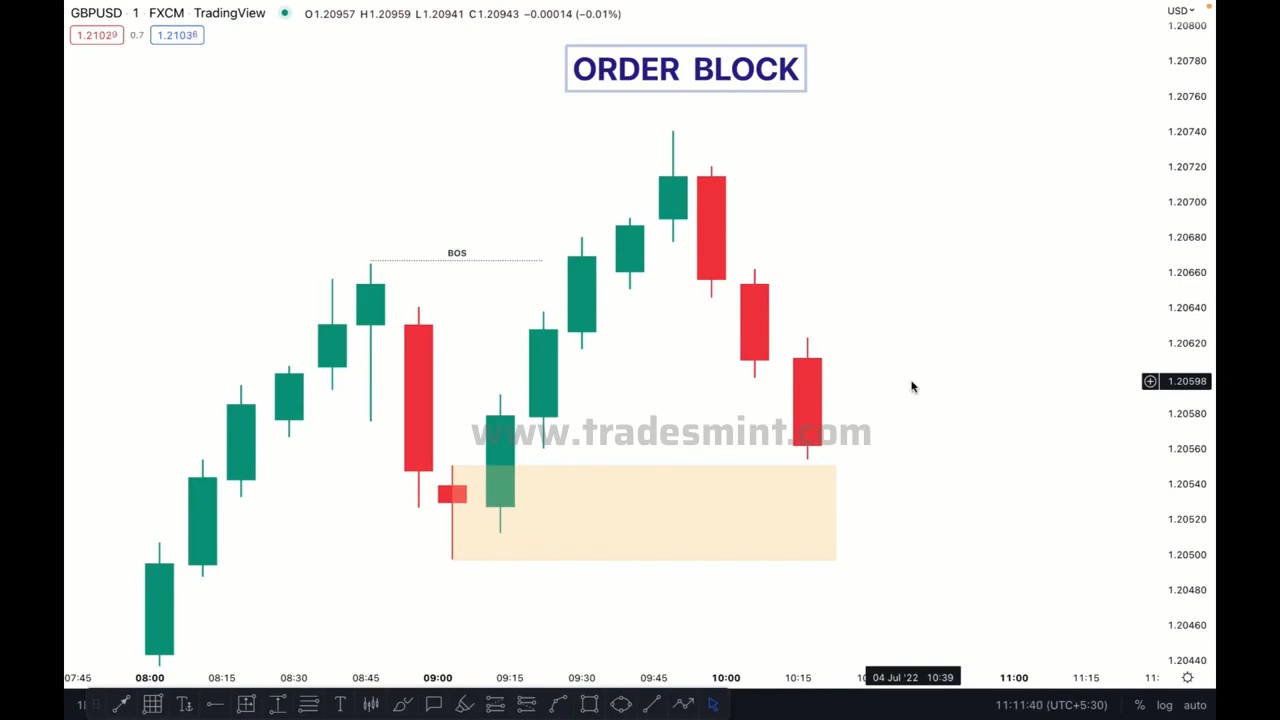 GBPUSD · 1 · FXCM · TradingView
O1.20957 H1.20959 L1.20941 C1.20943 −0.00014 (−0.01%)
USD
1.21029 0.7 1.21036
ORDER BLOCK
1.20800
1.20780
1.20760
1.20740
1.20720
1.20700
1.20680
BOS
1.20660
1.20640
1.20620
1.20598
1.20580
www.tradesmint.com
1.20560
1.20540
1.20520
1.20500
1.20480
1.20460
1.20440
07:45 08:00 08:15 08:30 08:45 09:00 09:15 09:30 09:45 10:00 10:15 04 Jul '22 10:39 11:00 11:
11:11:40 (UTC+5:30) % log auto